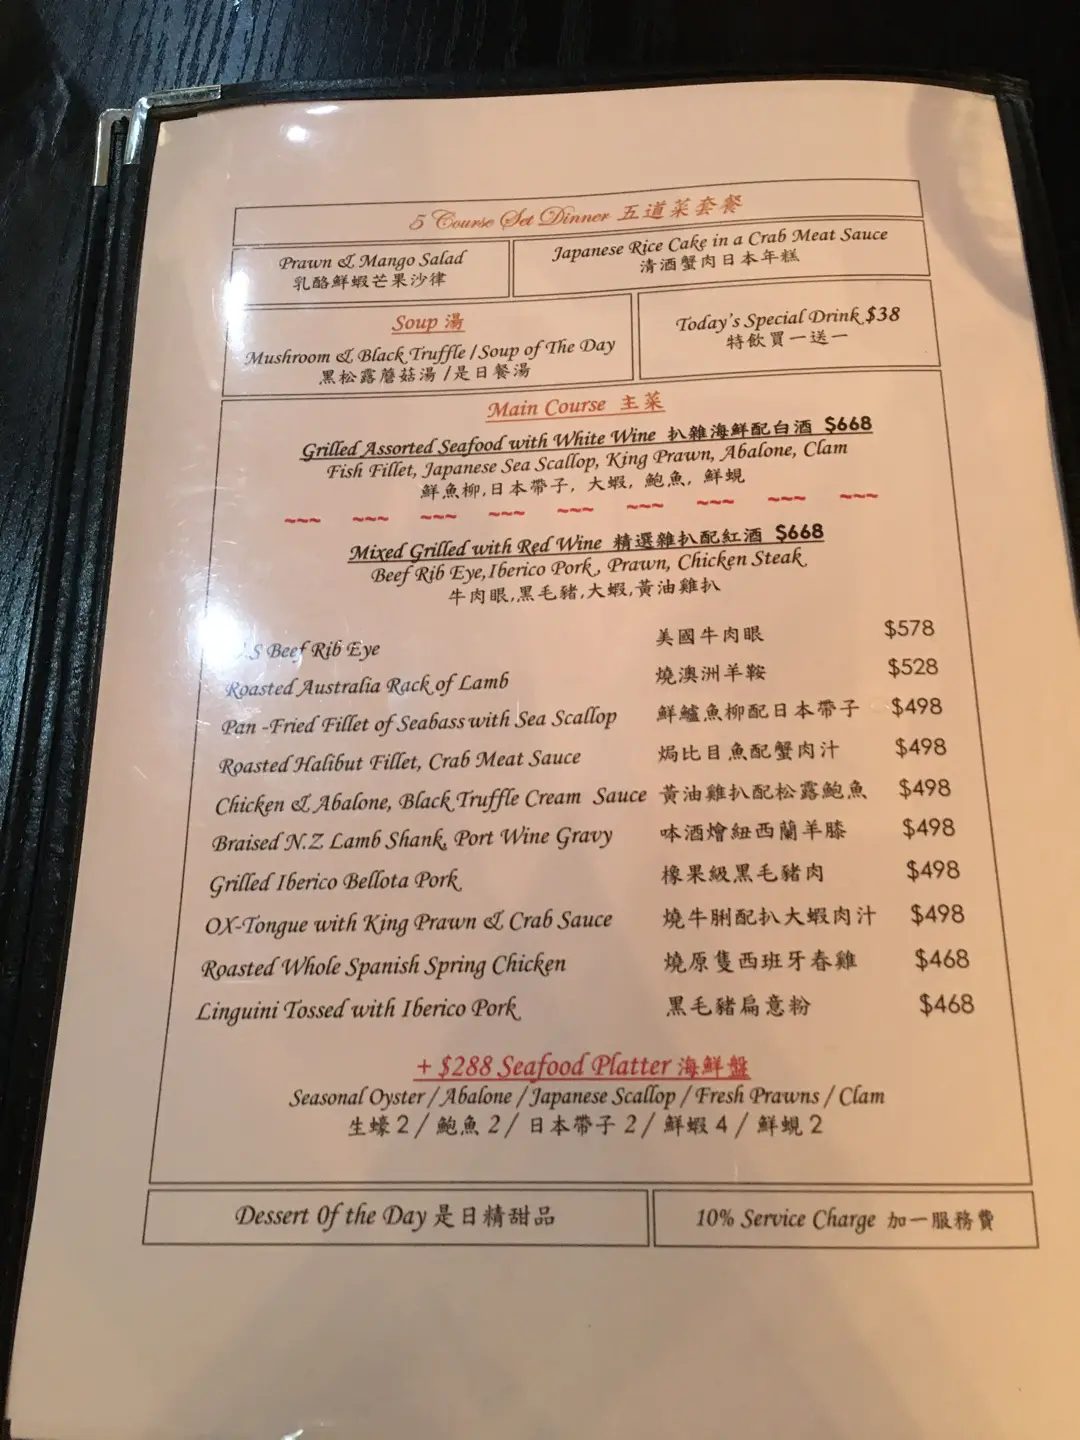 5 Course Set Dinner 五道菜套餐
Prawn & Mango Salad
乳酪鮮蝦芒果沙律
Japanese Rice Cake in a Crab Meat Sauce
清酒蟹肉日本年糕
Soup 湯
Mushroom & Black Truffle / Soup of The Day
黑松露蘑菇湯 / 是日餐湯
Today's Special Drink $38
特飲買一送一
Main Course 主菜
Grilled Assorted Seafood with White Wine 扒雜海鮮配白酒 $668
Fish Fillet, Japanese Sea Scallop, King Prawn, Abalone, Clam
鮮魚柳, 日本帶子, 大蝦, 鮑魚, 鮮蜆
~~~ ~~~ ~~~ ~~~ ~~~ ~~~ ~~~ ~~~ ~~~
Mixed Grilled with Red Wine 精選雜扒配紅酒 $668
Beef Rib Eye, Iberico Pork, Prawn, Chicken Steak
牛肉眼, 黑毛豬, 大蝦, 黃油雞扒
.S Beef Rib Eye 美國牛肉眼 $578
Roasted Australia Rack of Lamb 燒澳洲羊鞍 $528
Pan -Fried Fillet of Seabass with Sea Scallop 鮮鱸魚柳配日本帶子 $498
Roasted Halibut Fillet, Crab Meat Sauce 焗比目魚配蟹肉汁 $498
Chicken & Abalone, Black Truffle Cream Sauce 黃油雞扒配松露鮑魚 $498
Braised N.Z Lamb Shank, Port Wine Gravy 砵酒燴紐西蘭羊膝 $498
Grilled Iberico Bellota Pork 橡果級黑毛豬肉 $498
OX-Tongue with King Prawn & Crab Sauce 燒牛脷配扒大蝦肉汁 $498
Roasted Whole Spanish Spring Chicken 燒原隻西班牙春雞 $468
Linguini Tossed with Iberico Pork 黑毛豬扁意粉 $468
+ $288 Seafood Platter 海鮮盤
Seasonal Oyster / Abalone / Japanese Scallop / Fresh Prawns / Clam
生蠔 2 / 鮑魚 2 / 日本帶子 2 / 鮮蝦 4 / 鮮蜆 2
Dessert 0f the Day 是日精甜品
10% Service Charge 加一服務費